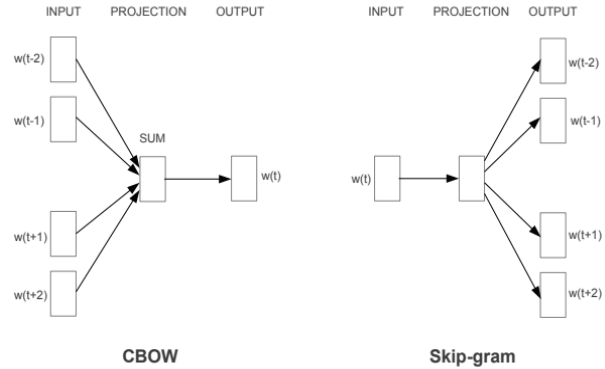 INPUT PROJECTION OUTPUT
w(t-2)
w(t-1)
SUM
w(t)
w(t+1)
w(t+2)
CBOW
INPUT PROJECTION OUTPUT
w(t-2)
w(t-1)
w(t)
w(t+1)
w(t+2)
Skip-gram